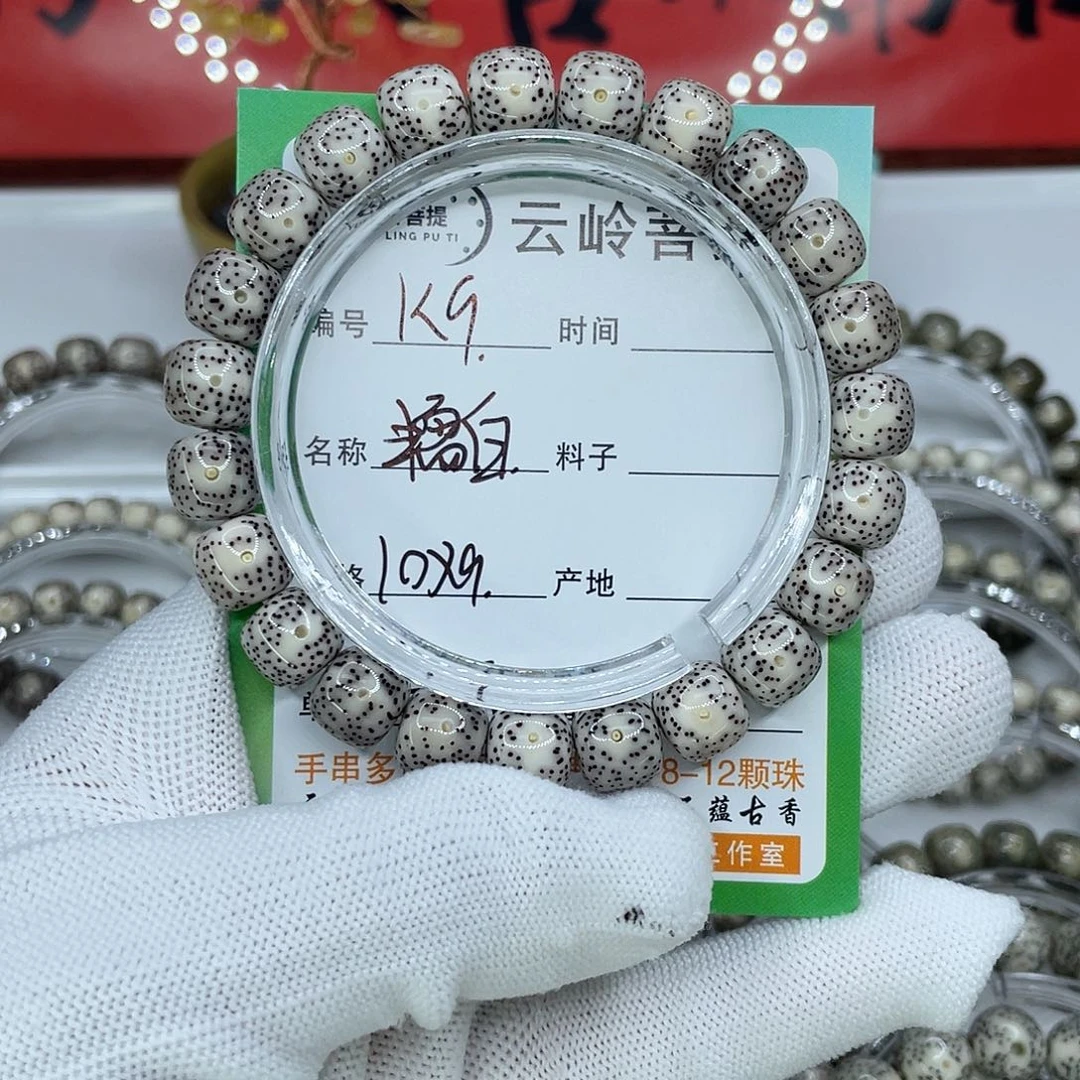 菩提 云岭菩
LING PU TI
编号 K9. 时间
名称 糯白. 料子
格 10X9. 产地
手串多 8-12颗珠
蕴古香
工作室